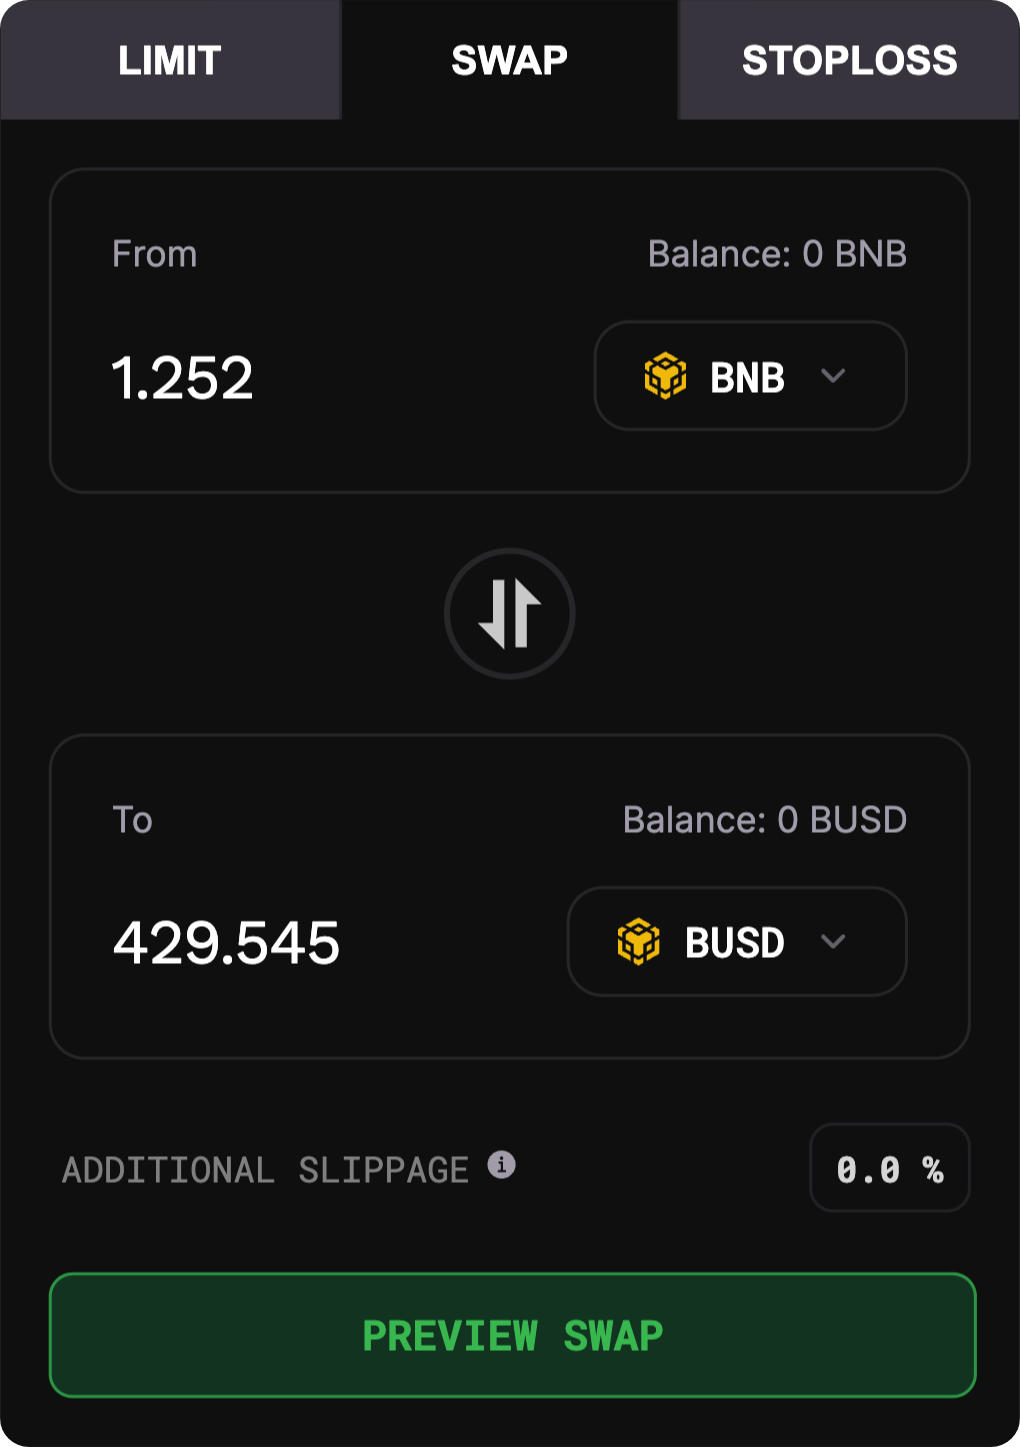 LIMIT SWAP STOPLOSS
From Balance: 0 BNB
1.252 BNB
To Balance: 0 BUSD
429.545 BUSD
ADDITIONAL SLIPPAGE i 0.0 %
PREVIEW SWAP